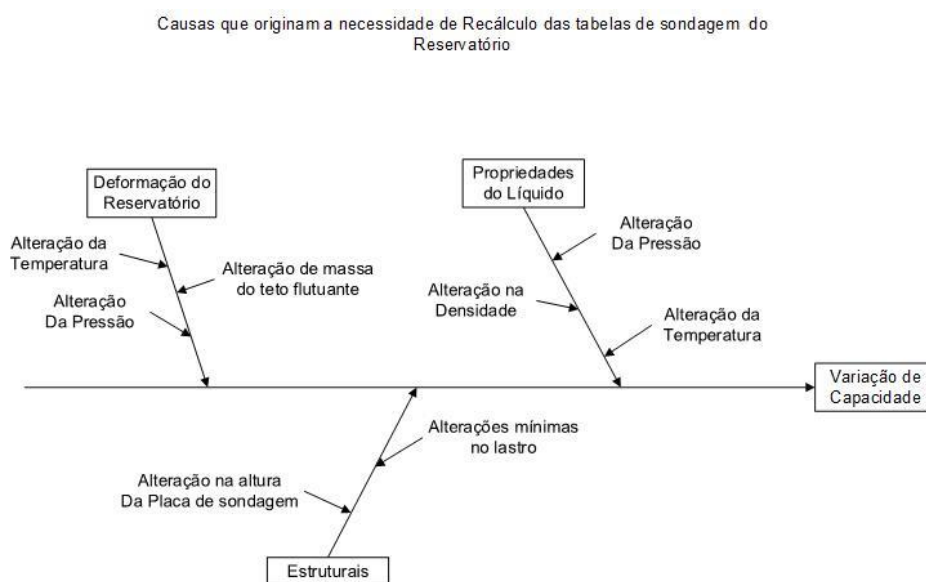 Causas que originam a necessidade de Recálculo das tabelas de sondagem do
Reservatório
Deformação do
Reservatório
Propriedades
do Líquido
Alteração da
Temperatura
Alteração de massa
do teto flutuante
Alteração
Da Pressão
Alteração
Da Pressão
Alteração na
Densidade
Alteração da
Temperatura
Variação de
Capacidade
Alterações mínimas
no lastro
Alteração na altura
Da Placa de sondagem
Estruturais